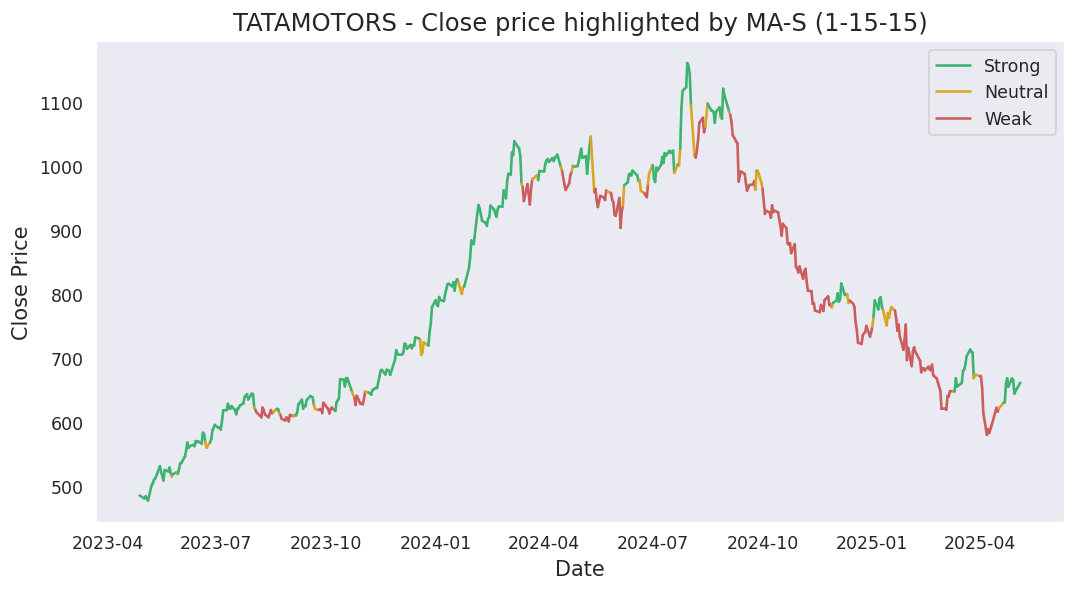 TATAMOTORS - Close price highlighted by MA-S (1-15-15)
Strong
Neutral
Weak
Close Price
1100
1000
900
800
700
600
500
2023-04 2023-07 2023-10 2024-01 2024-04 2024-07 2024-10 2025-01 2025-04
Date